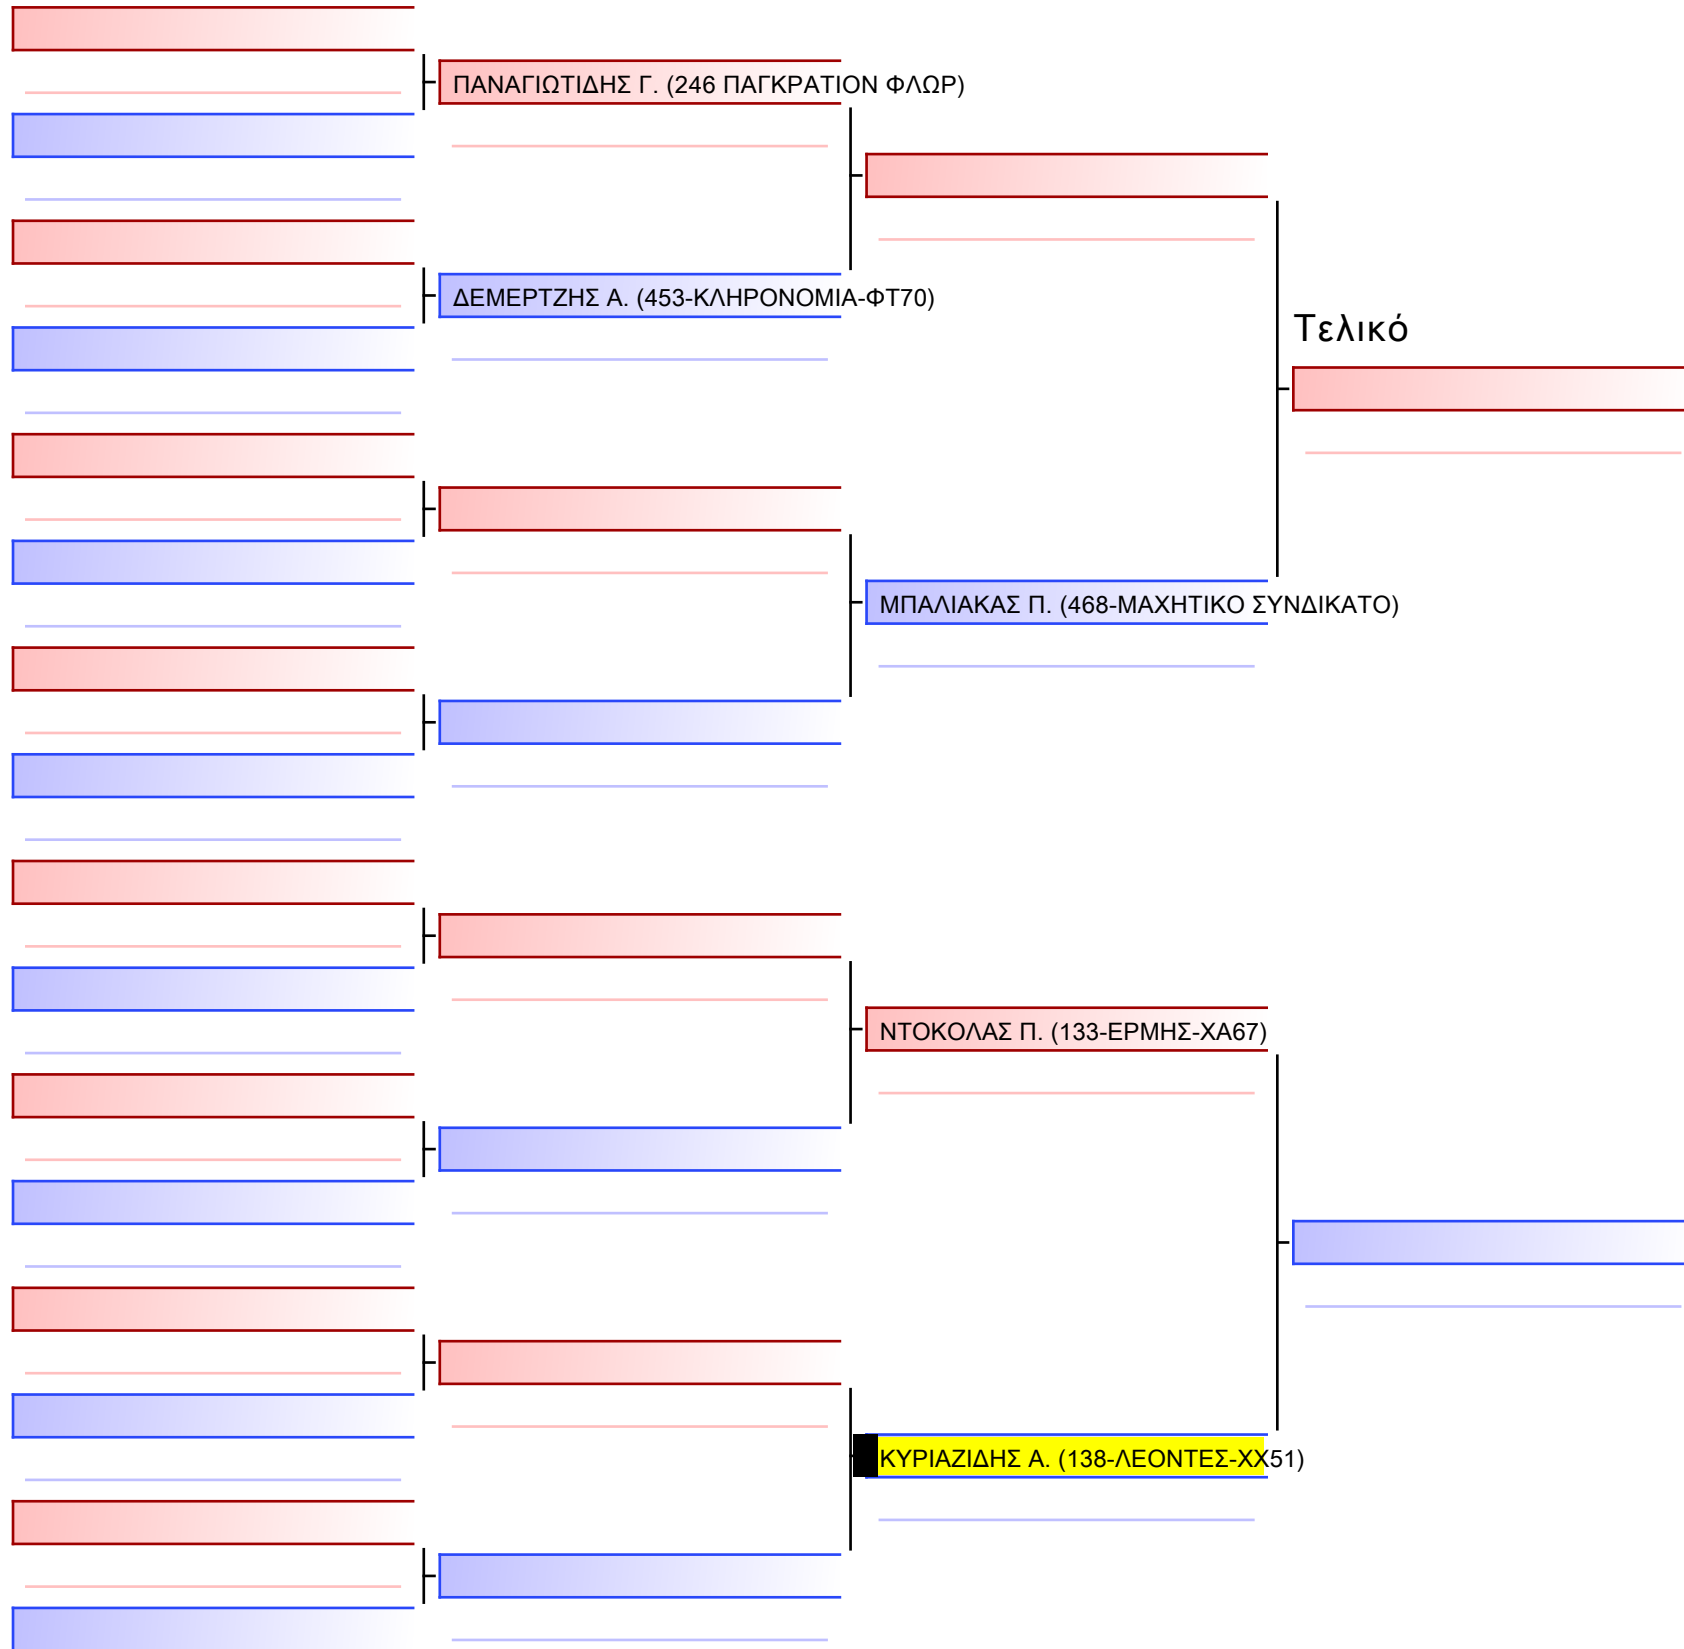 ΠΑΝΑΓΙΩΤΙΔΗΣ Γ. (246 ΠΑΓΚΡΑΤΙΟΝ ΦΛΩΡ)
ΔΕΜΕΡΤΖΗΣ Α. (453-ΚΛΗΡΟΝΟΜΙΑ-ΦΤ70)
Τελικό
ΜΠΑΛΙΑΚΑΣ Π. (468-ΜΑΧΗΤΙΚΟ ΣΥΝΔΙΚΑΤΟ)
ΝΤΟΚΟΛΑΣ Π. (133-ΕΡΜΗΣ-ΧΑ67)
ΚΥΡΙΑΖΙΔΗΣ Α. (138-ΛΕΟΝΤΕΣ-ΧΧ51)